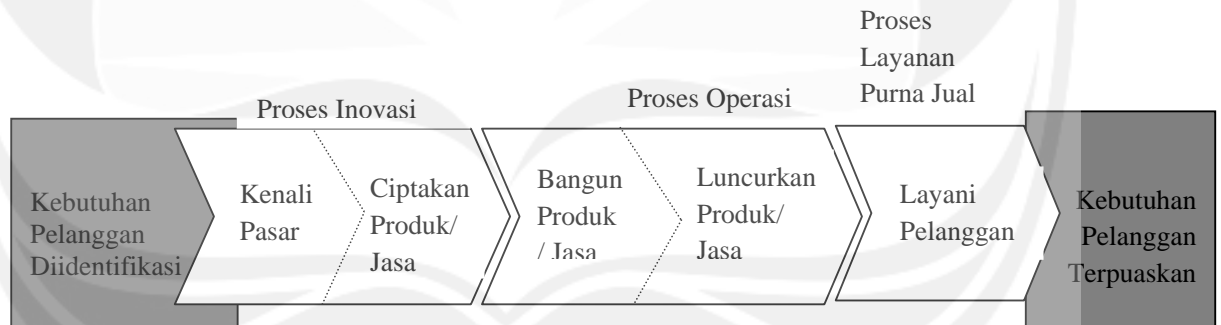 Proses
Layanan
Purna Jual
Proses Inovasi
Proses Operasi
Kebutuhan
Pelanggan
Diidentifikasi
Kenali
Pasar
Ciptakan
Produk/
Jasa
Bangun
Produk
/ Jasa
Luncurkan
Produk/
Jasa
Layani
Pelanggan
Kebutuhan
Pelanggan
Terpuaskan